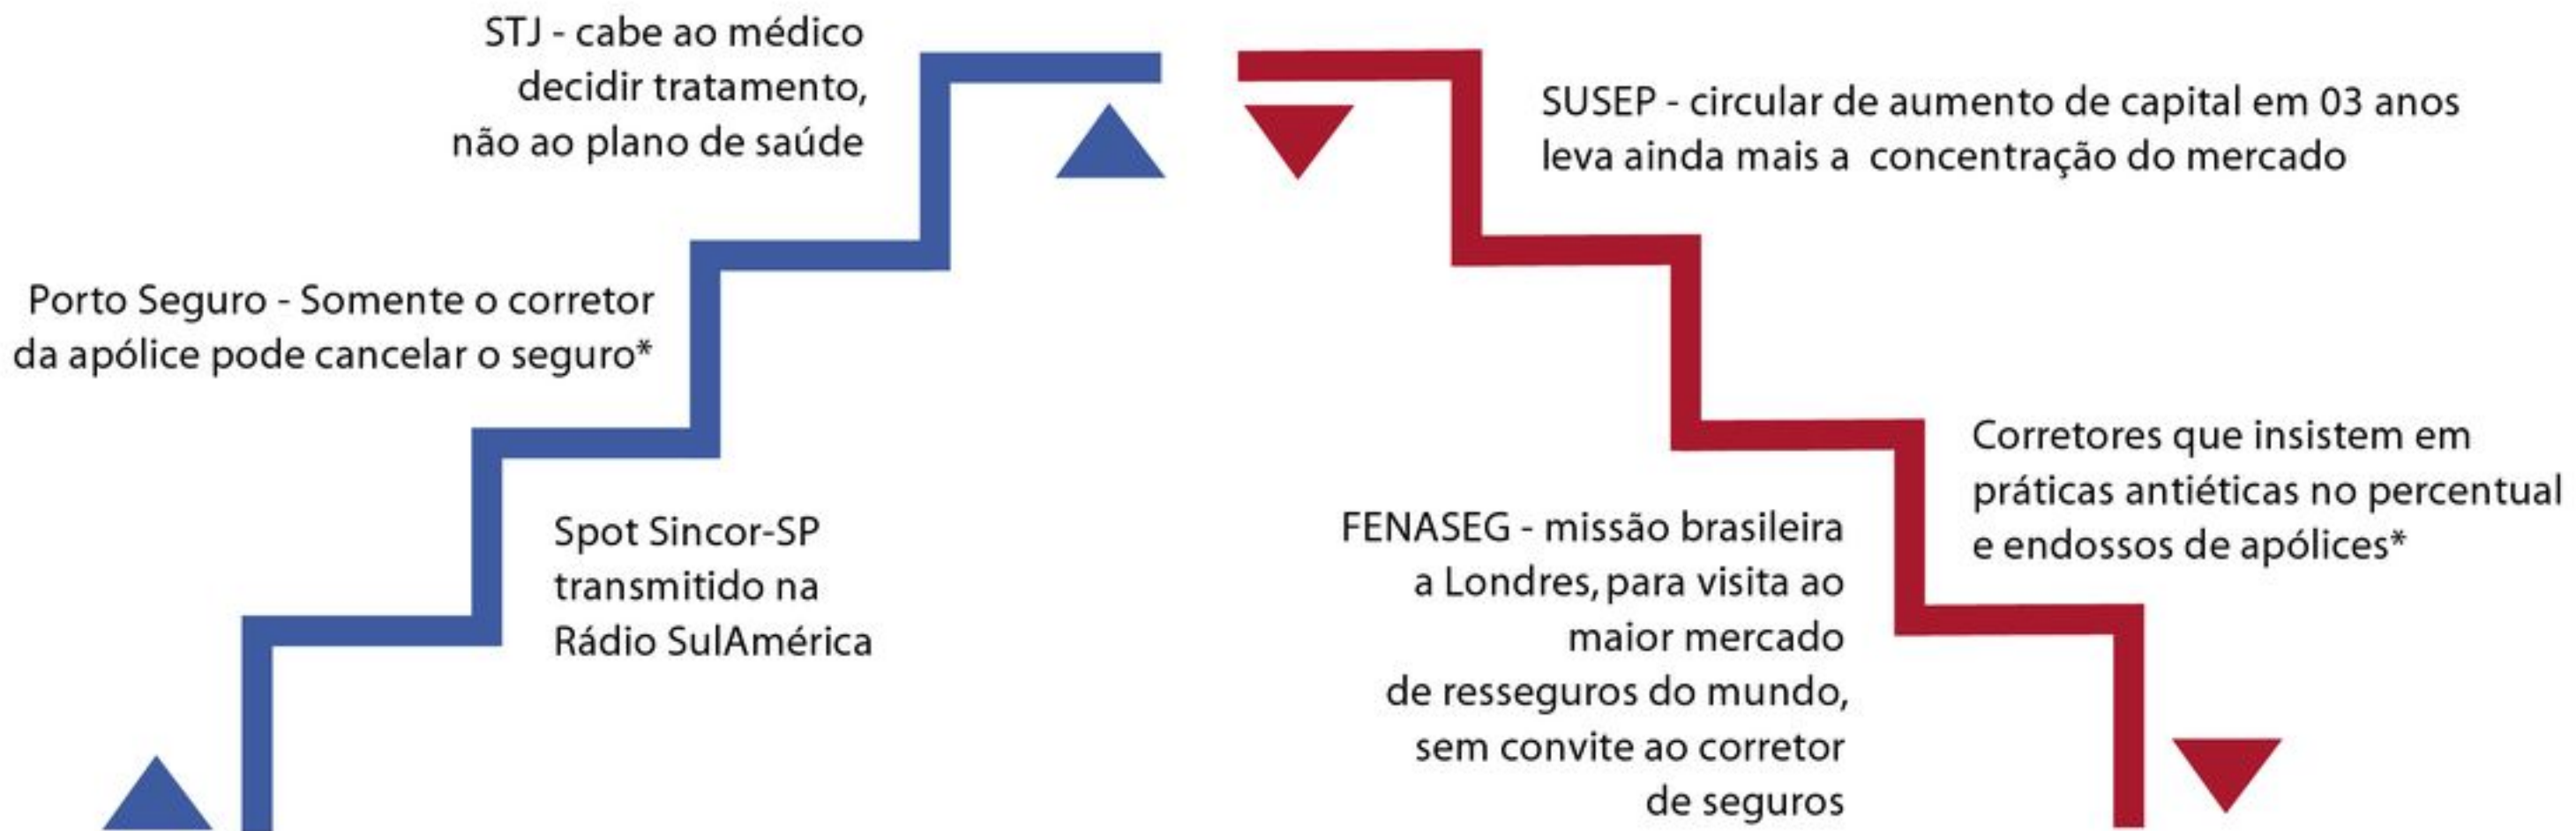 STJ - cabe ao médico
decidir tratamento,
não ao plano de saúde
Porto Seguro - Somente o corretor
da apólice pode cancelar o seguro*
Spot Sincor-SP
transmitido na
Rádio SulAmérica
SUSEP - circular de aumento de capital em 03 anos
leva ainda mais a concentração do mercado
Corretores que insistem em
práticas antiéticas no percentual
e endossos de apólices*
FENASEG - missão brasileira
a Londres, para visita ao
maior mercado
de resseguros do mundo,
sem convite ao corretor
de seguros